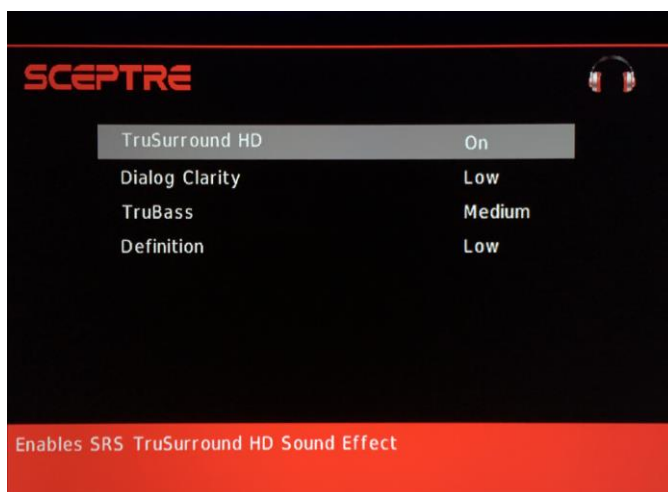 SCEPTRE
TruSurround HD On
Dialog Clarity Low
TruBass Medium
Definition Low
Enables SRS TruSurround HD Sound Effect